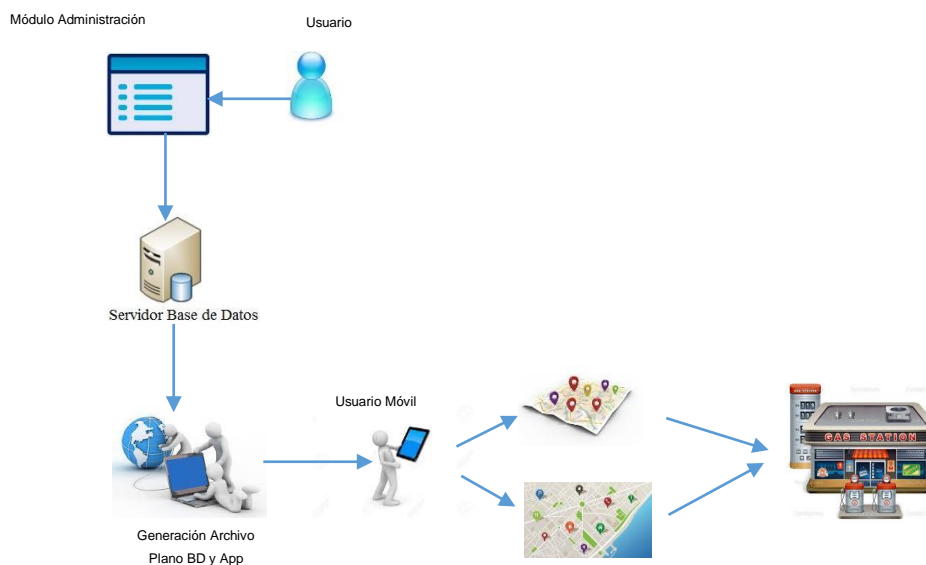 Módulo Administración
Usuario
Servidor Base de Datos
Usuario Móvil
GAS STATION
Generación Archivo
Plano BD y App